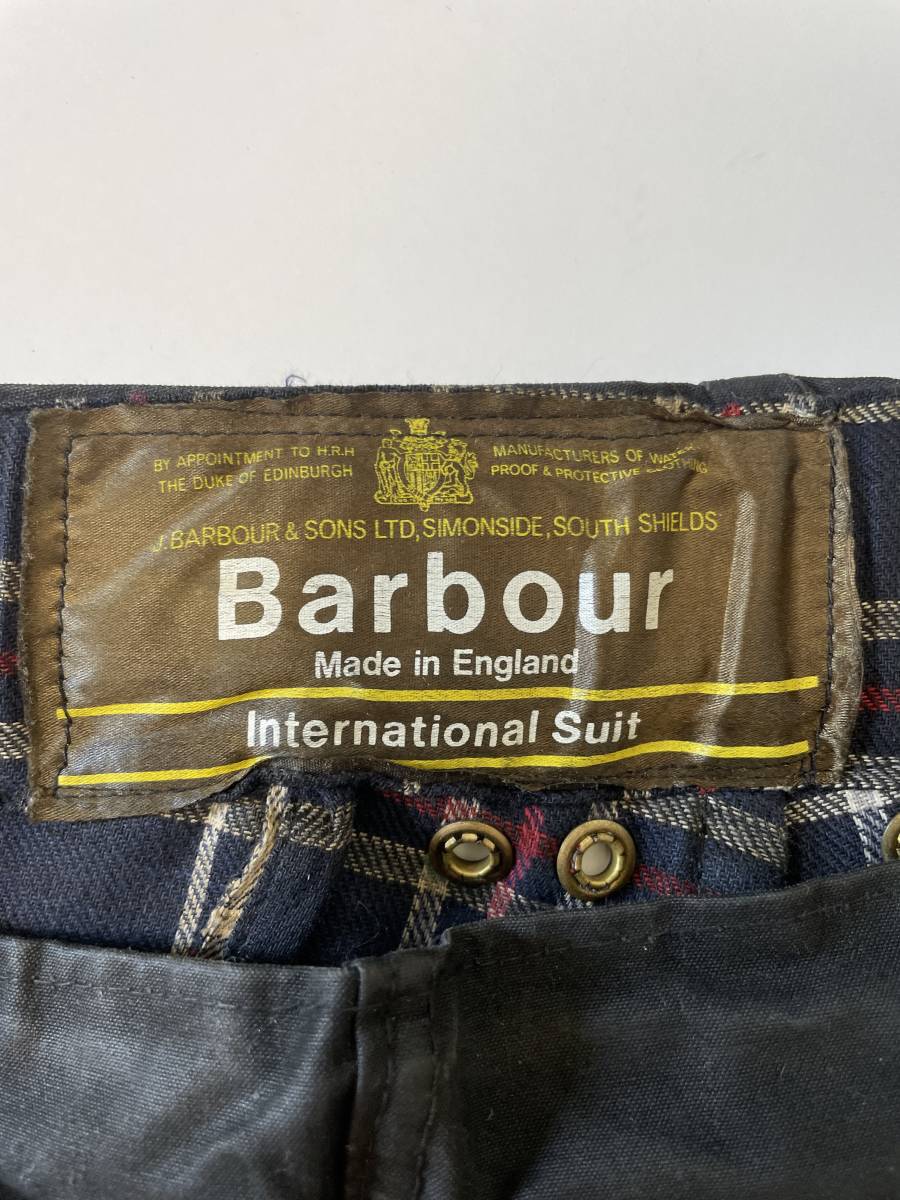 BY APPOINTMENT TO H.R.H
THE DUKE OF EDINBURGH
MANUFACTURERS OF WATER
PROOF & PROTECTIVE CLOTHING
J. BARBOUR & SONS LTD, SIMONSIDE, SOUTH SHIELDS
Barbour
Made in England
International Suit